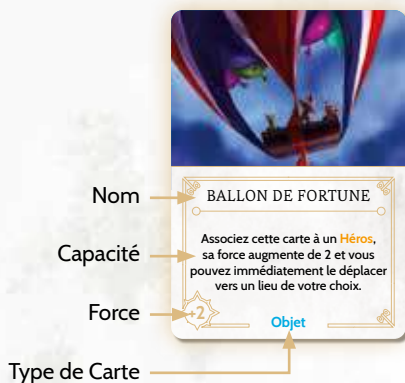 Nom
BALLON DE FORTUNE
Capacité
Associez cette carte à un Héros,
sa force augmente de 2 et vous
pouvez immédiatement le déplacer
vers un lieu de votre choix.
Force
+2
Objet
Type de Carte